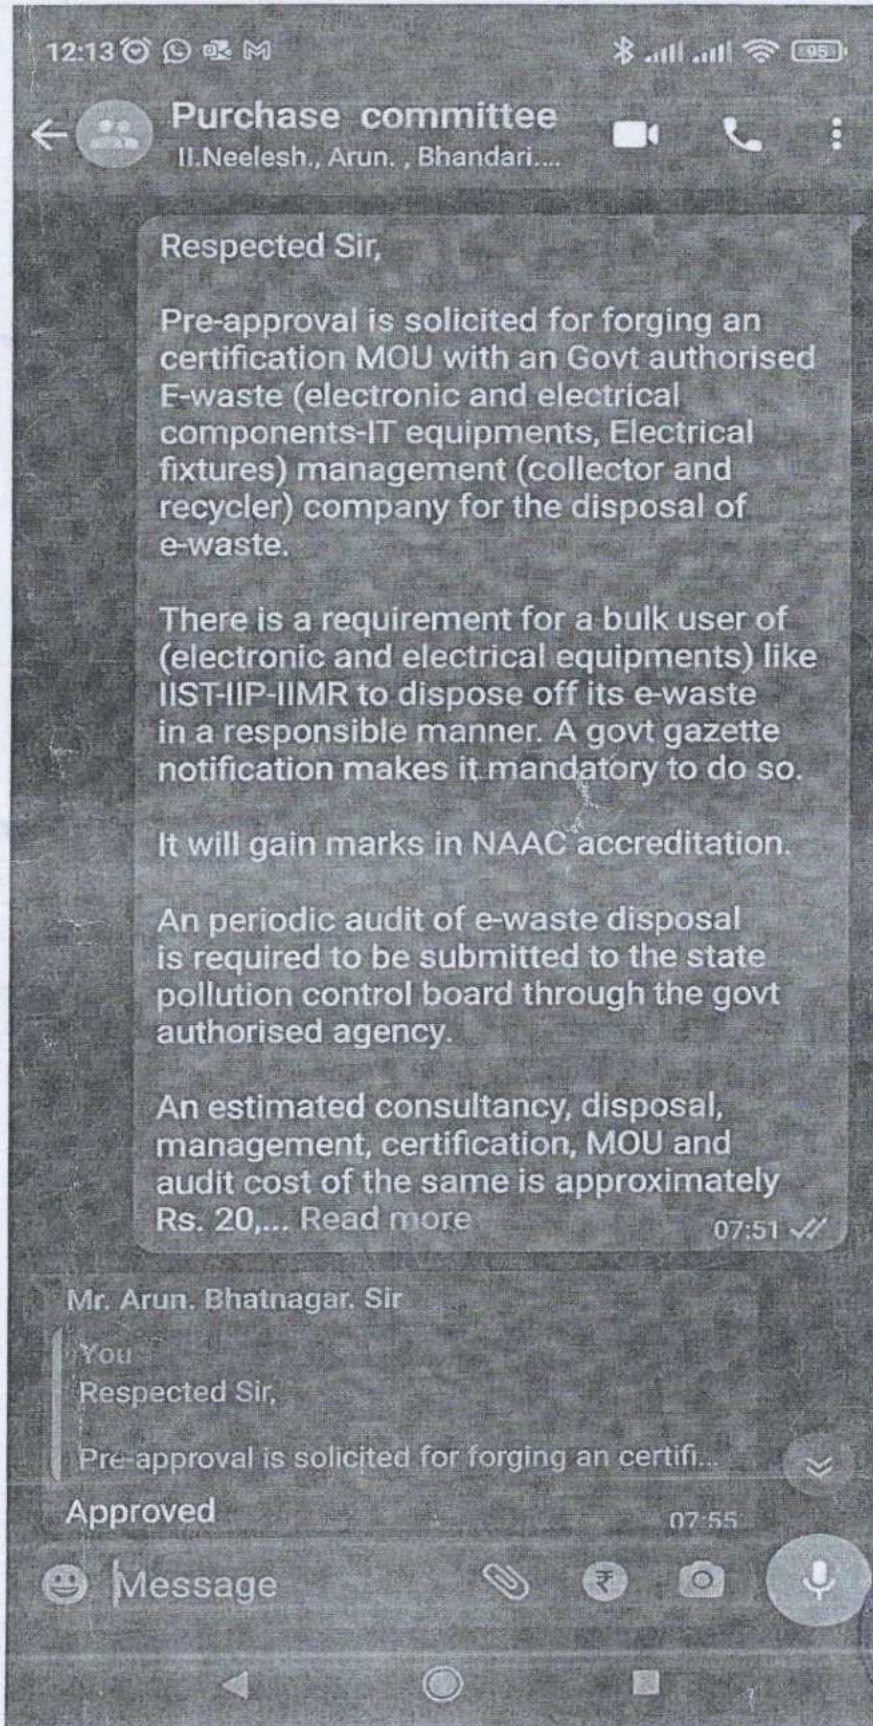 12:13
95
Purchase committee
II.Neelesh., Arun. , Bhandari....
Respected Sir,
Pre-approval is solicited for forging an
certification MOU with an Govt authorised
E-waste (electronic and electrical
components-IT equipments, Electrical
fixtures) management (collector and
recycler) company for the disposal of
e-waste.
There is a requirement for a bulk user of
(electronic and electrical equipments) like
IIST-IIP-IIMR to dispose off its e-waste
in a responsible manner. A govt gazette
notification makes it mandatory to do so.
It will gain marks in NAAC accreditation.
An periodic audit of e-waste disposal
is required to be submitted to the state
pollution control board through the govt
authorised agency.
An estimated consultancy, disposal,
management, certification, MOU and
audit cost of the same is approximately
Rs. 20,... Read more
07:51
Mr. Arun. Bhatnagar. Sir
You
Respected Sir,
Pre-approval is solicited for forging an certifi...
Approved
07:55
Message